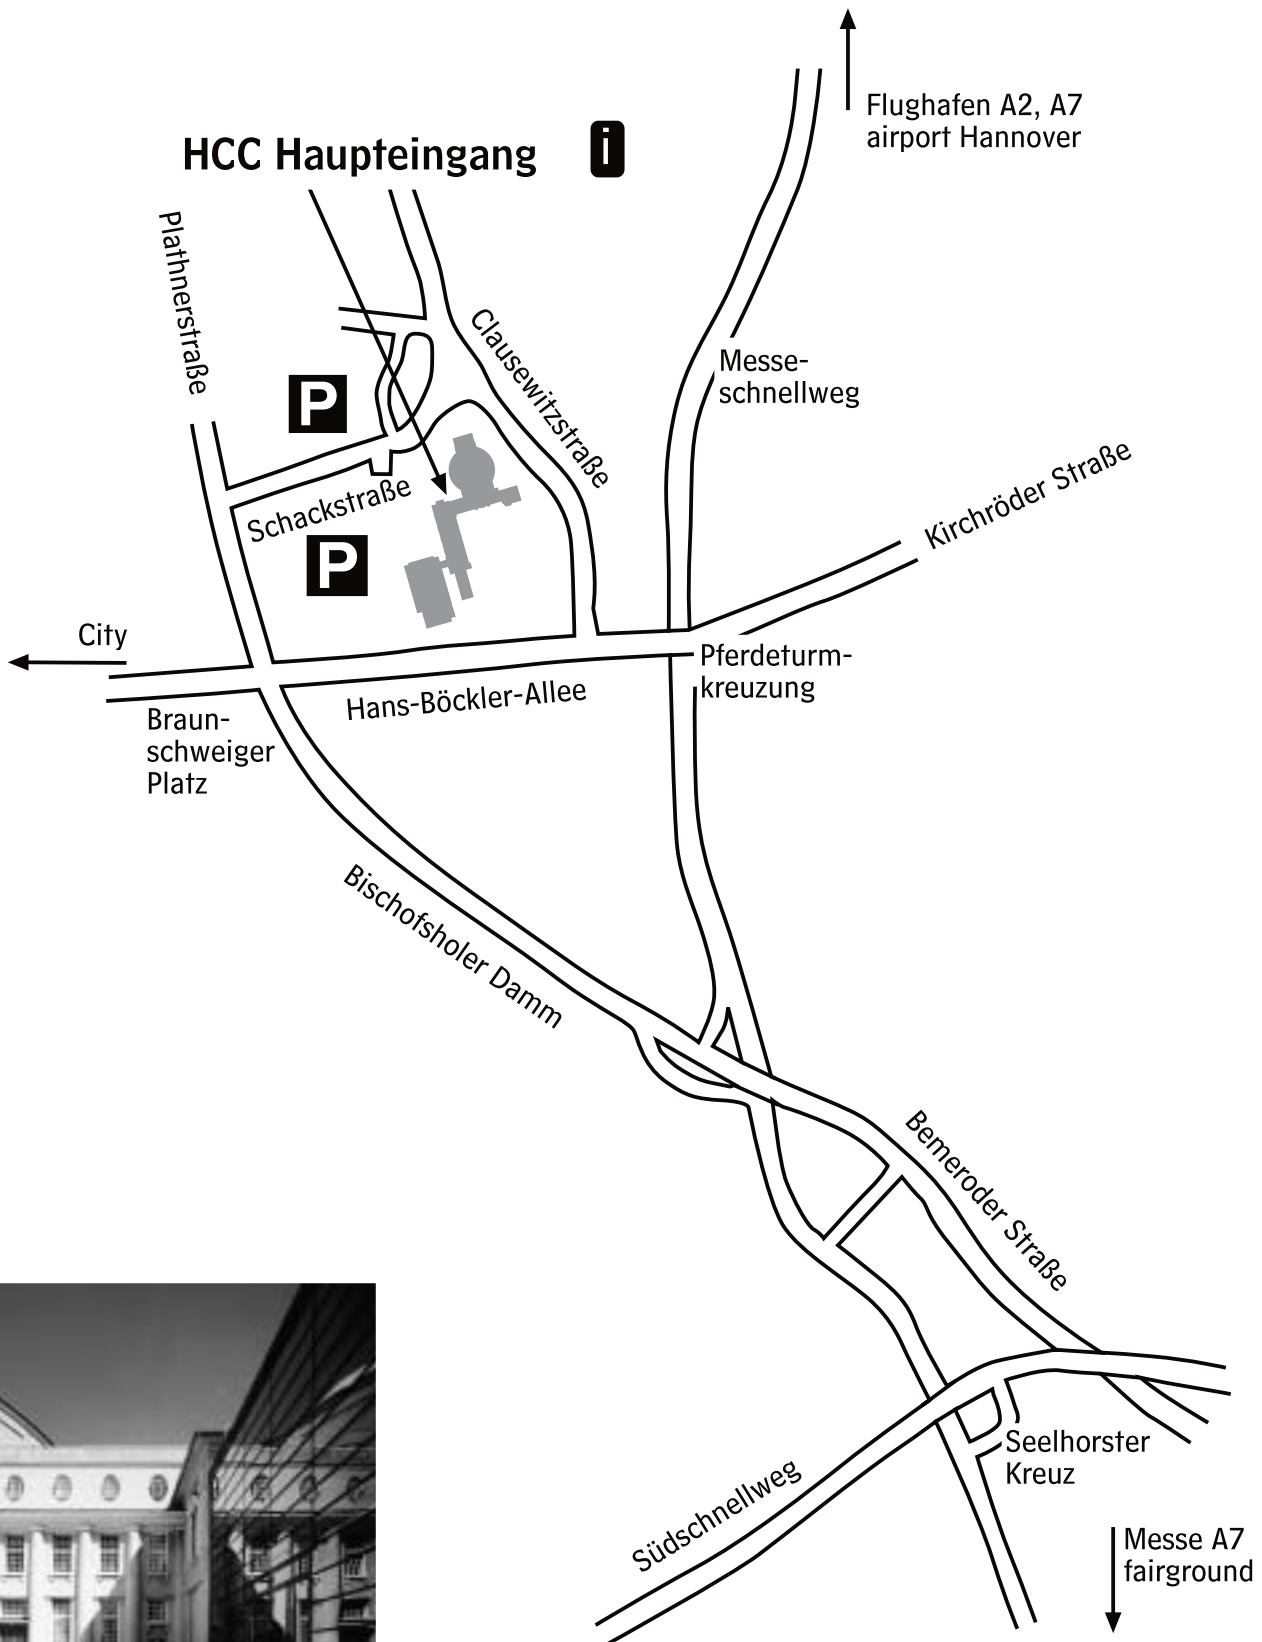 Flughafen A2, A7
airport Hannover
HCC Haupteingang
i
Plathnerstraße
Clausewitzstraße
Messe-
schnellweg
P
Kirchröder Straße
Schackstraße
P
City
Pferdeturm-
kreuzung
Hans-Böckler-Allee
Braun-
schweiger
Platz
Bischofsholer Damm
Bemeroder Straße
Seelhorster
Kreuz
Südschnellweg
Messe A7
fairground